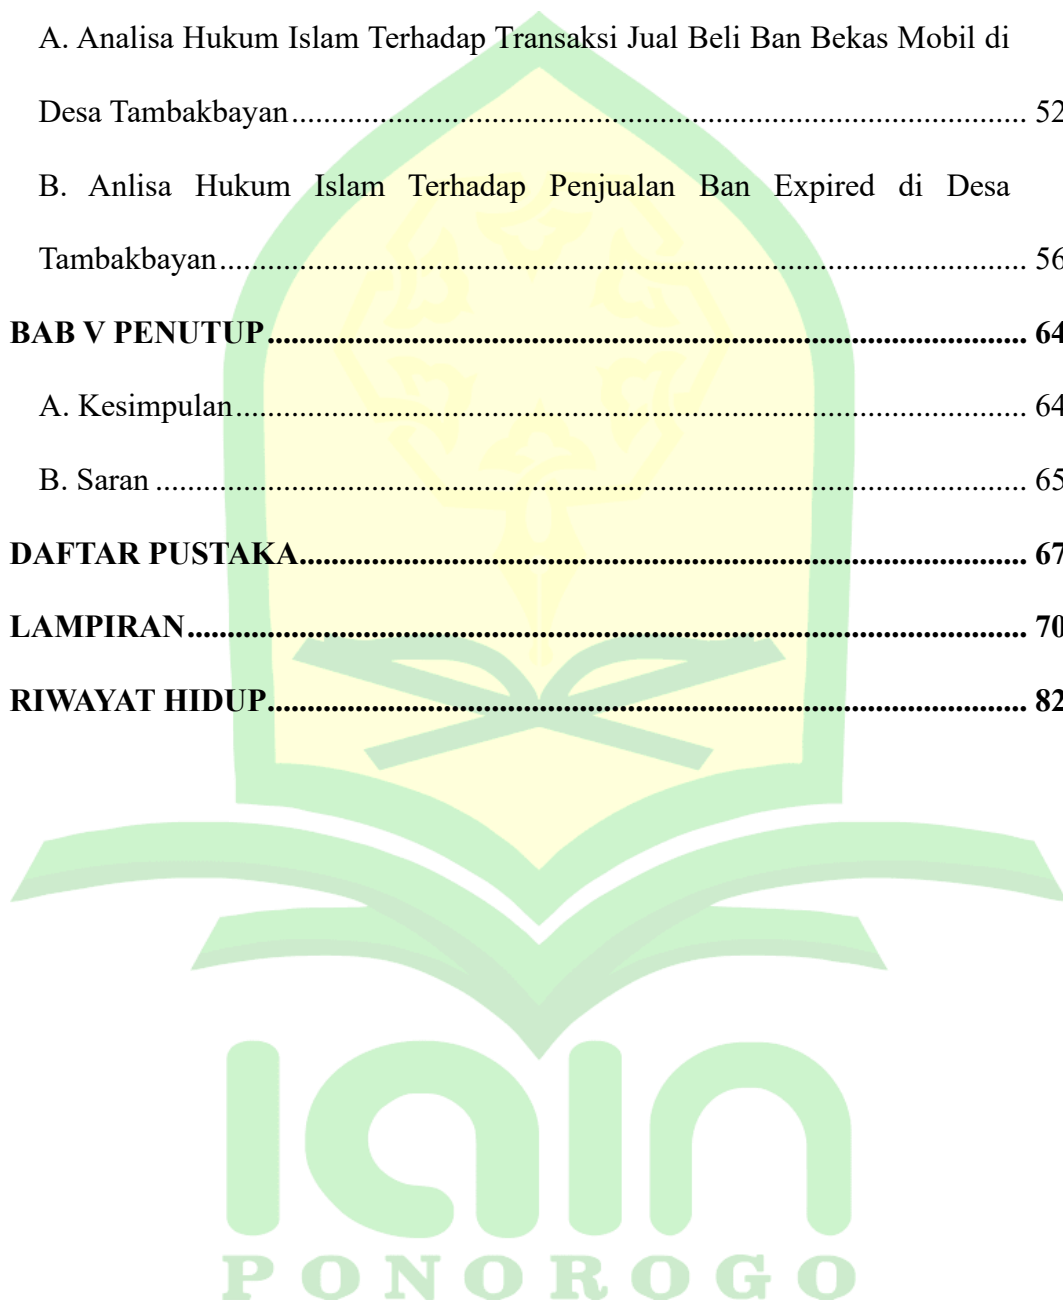 A. Analisa Hukum Islam Terhadap Transaksi Jual Beli Ban Bekas Mobil di
Desa Tambakbayan........................................................................................... 52
B. Anlisa Hukum Islam Terhadap Penjualan Ban Expired di Desa
Tambakbayan.................................................................................................... 56
BAB V PENUTUP............................................................................................. 64
A. Kesimpulan.................................................................................................. 64
B. Saran ........................................................................................................... 65
DAFTAR PUSTAKA......................................................................................... 67
LAMPIRAN....................................................................................................... 70
RIWAYAT HIDUP............................................................................................. 82
iain
PONOROGO